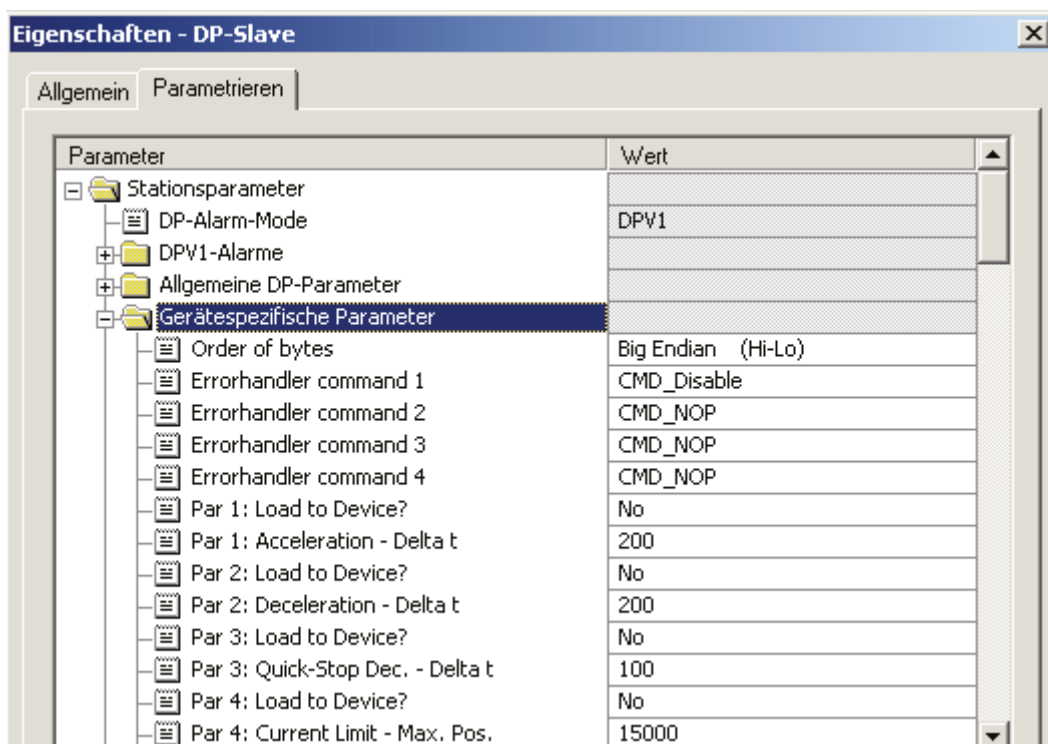 Eigenschaften - DP-Slave
Allgemein Parametrieren
Parameter Wert
Stationsparameter
DP-Alarm-Mode DPV1
DPV1-Alarme
Allgemeine DP-Parameter
Gerätespezifische Parameter
Order of bytes Big Endian (Hi-Lo)
Errorhandler command 1 CMD_Disable
Errorhandler command 2 CMD_NOP
Errorhandler command 3 CMD_NOP
Errorhandler command 4 CMD_NOP
Par 1: Load to Device? No
Par 1: Acceleration - Delta t 200
Par 2: Load to Device? No
Par 2: Deceleration - Delta t 200
Par 3: Load to Device? No
Par 3: Quick-Stop Dec. - Delta t 100
Par 4: Load to Device? No
Par 4: Current Limit - Max. Pos. 15000